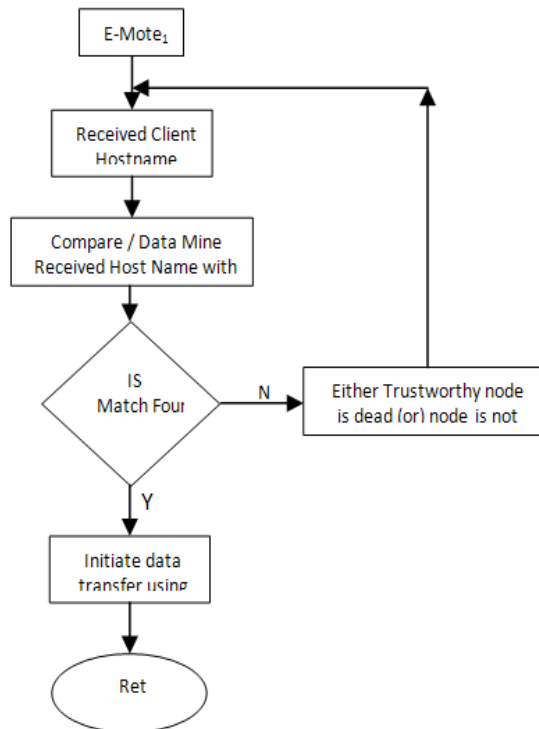 E-Mote₁
Received Client
Hostname
Compare / Data Mine
Received Host Name with
IS
Match Four
N
Either Trustworthy node
is dead (or) node is not
Y
Initiate data
transfer using
Ret